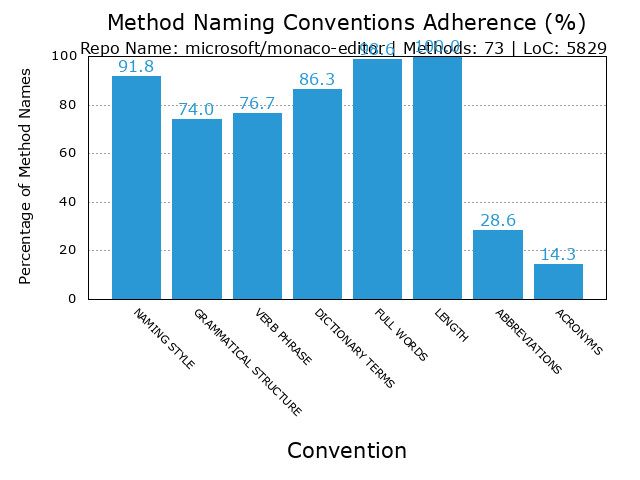 Method Naming Conventions Adherence (%)
Repo Name: microsoft/monaco-editor | Methods: 73 | LoC: 5829
Percentage of Method Names
100
80
60
40
20
0
91.8
74.0
76.7
86.3
98.6
100.0
28.6
14.3
NAMING STYLE
GRAMMATICAL STRUCTURE
VERB PHRASE
DICTIONARY TERMS
FULL WORDS
LENGTH
ABBREVIATIONS
ACRONYMS
Convention